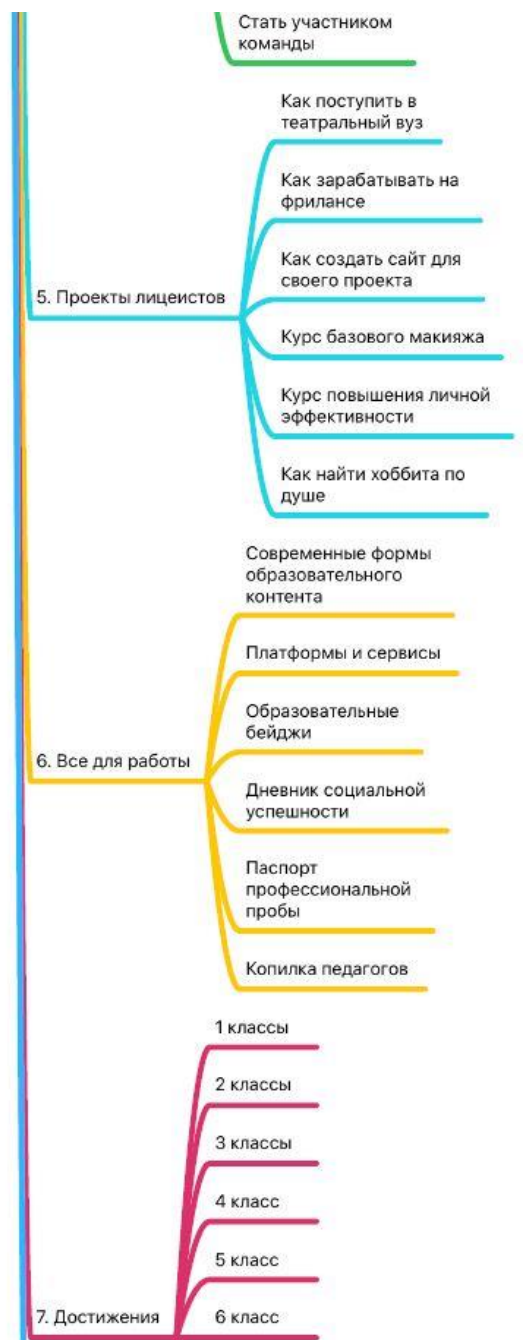 Стать участником
команды
Как поступить в
театральный вуз
Как зарабатывать на
фрилансе
Как создать сайт для
своего проекта
5. Проекты лицеистов
Курс базового макияжа
Курс повышения личной
эффективности
Как найти хоббита по
душе
Современные формы
образовательного
контента
Платформы и сервисы
Образовательные
бейджи
6. Все для работы
Дневник социальной
успешности
Паспорт
профессиональной
пробы
Копилка педагогов
1 классы
2 классы
3 классы
4 класс
5 класс
7. Достижения
6 класс